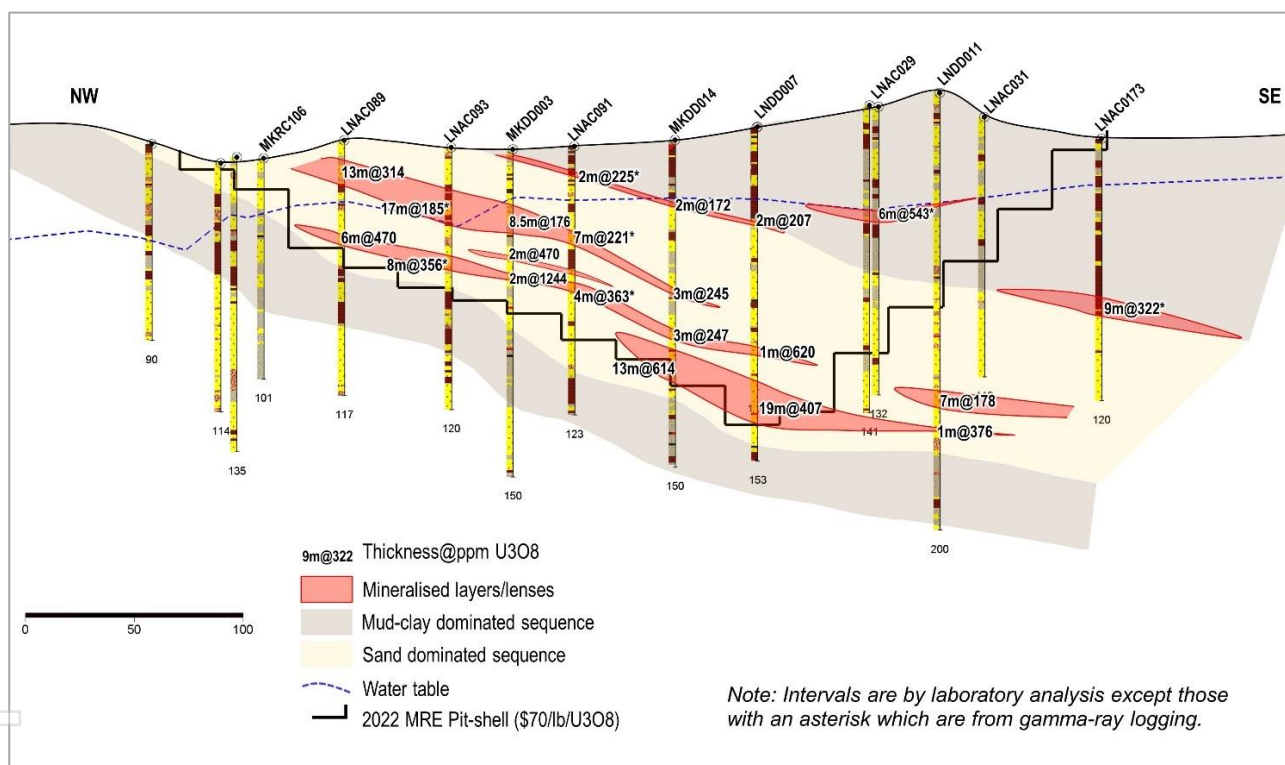 NW
SE
MKRC106
LNAC089
LNAC093
MKDD003
LNAC091
MKDD014
LNDD007
LNAC029
LNDD011
LNAC031
LNAC0173
13m@314
17m@185*
6m@470
8m@356*
8.5m@176
2m@470
2m@1244
2m@225*
7m@221*
4m@363*
2m@172
3m@245
3m@247
13m@614
2m@207
1m@620
19m@407
6m@543*
7m@178
1m@376
9m@322*
90
114
135
101
117
120
150
123
150
153
141
132
200
120
9m@322 Thickness@ppm U3O8
Mineralised layers/lenses
Mud-clay dominated sequence
Sand dominated sequence
Water table
2022 MRE Pit-shell ($70/lb/U3O8)
0 50 100
Note: Intervals are by laboratory analysis except those
with an asterisk which are from gamma-ray logging.